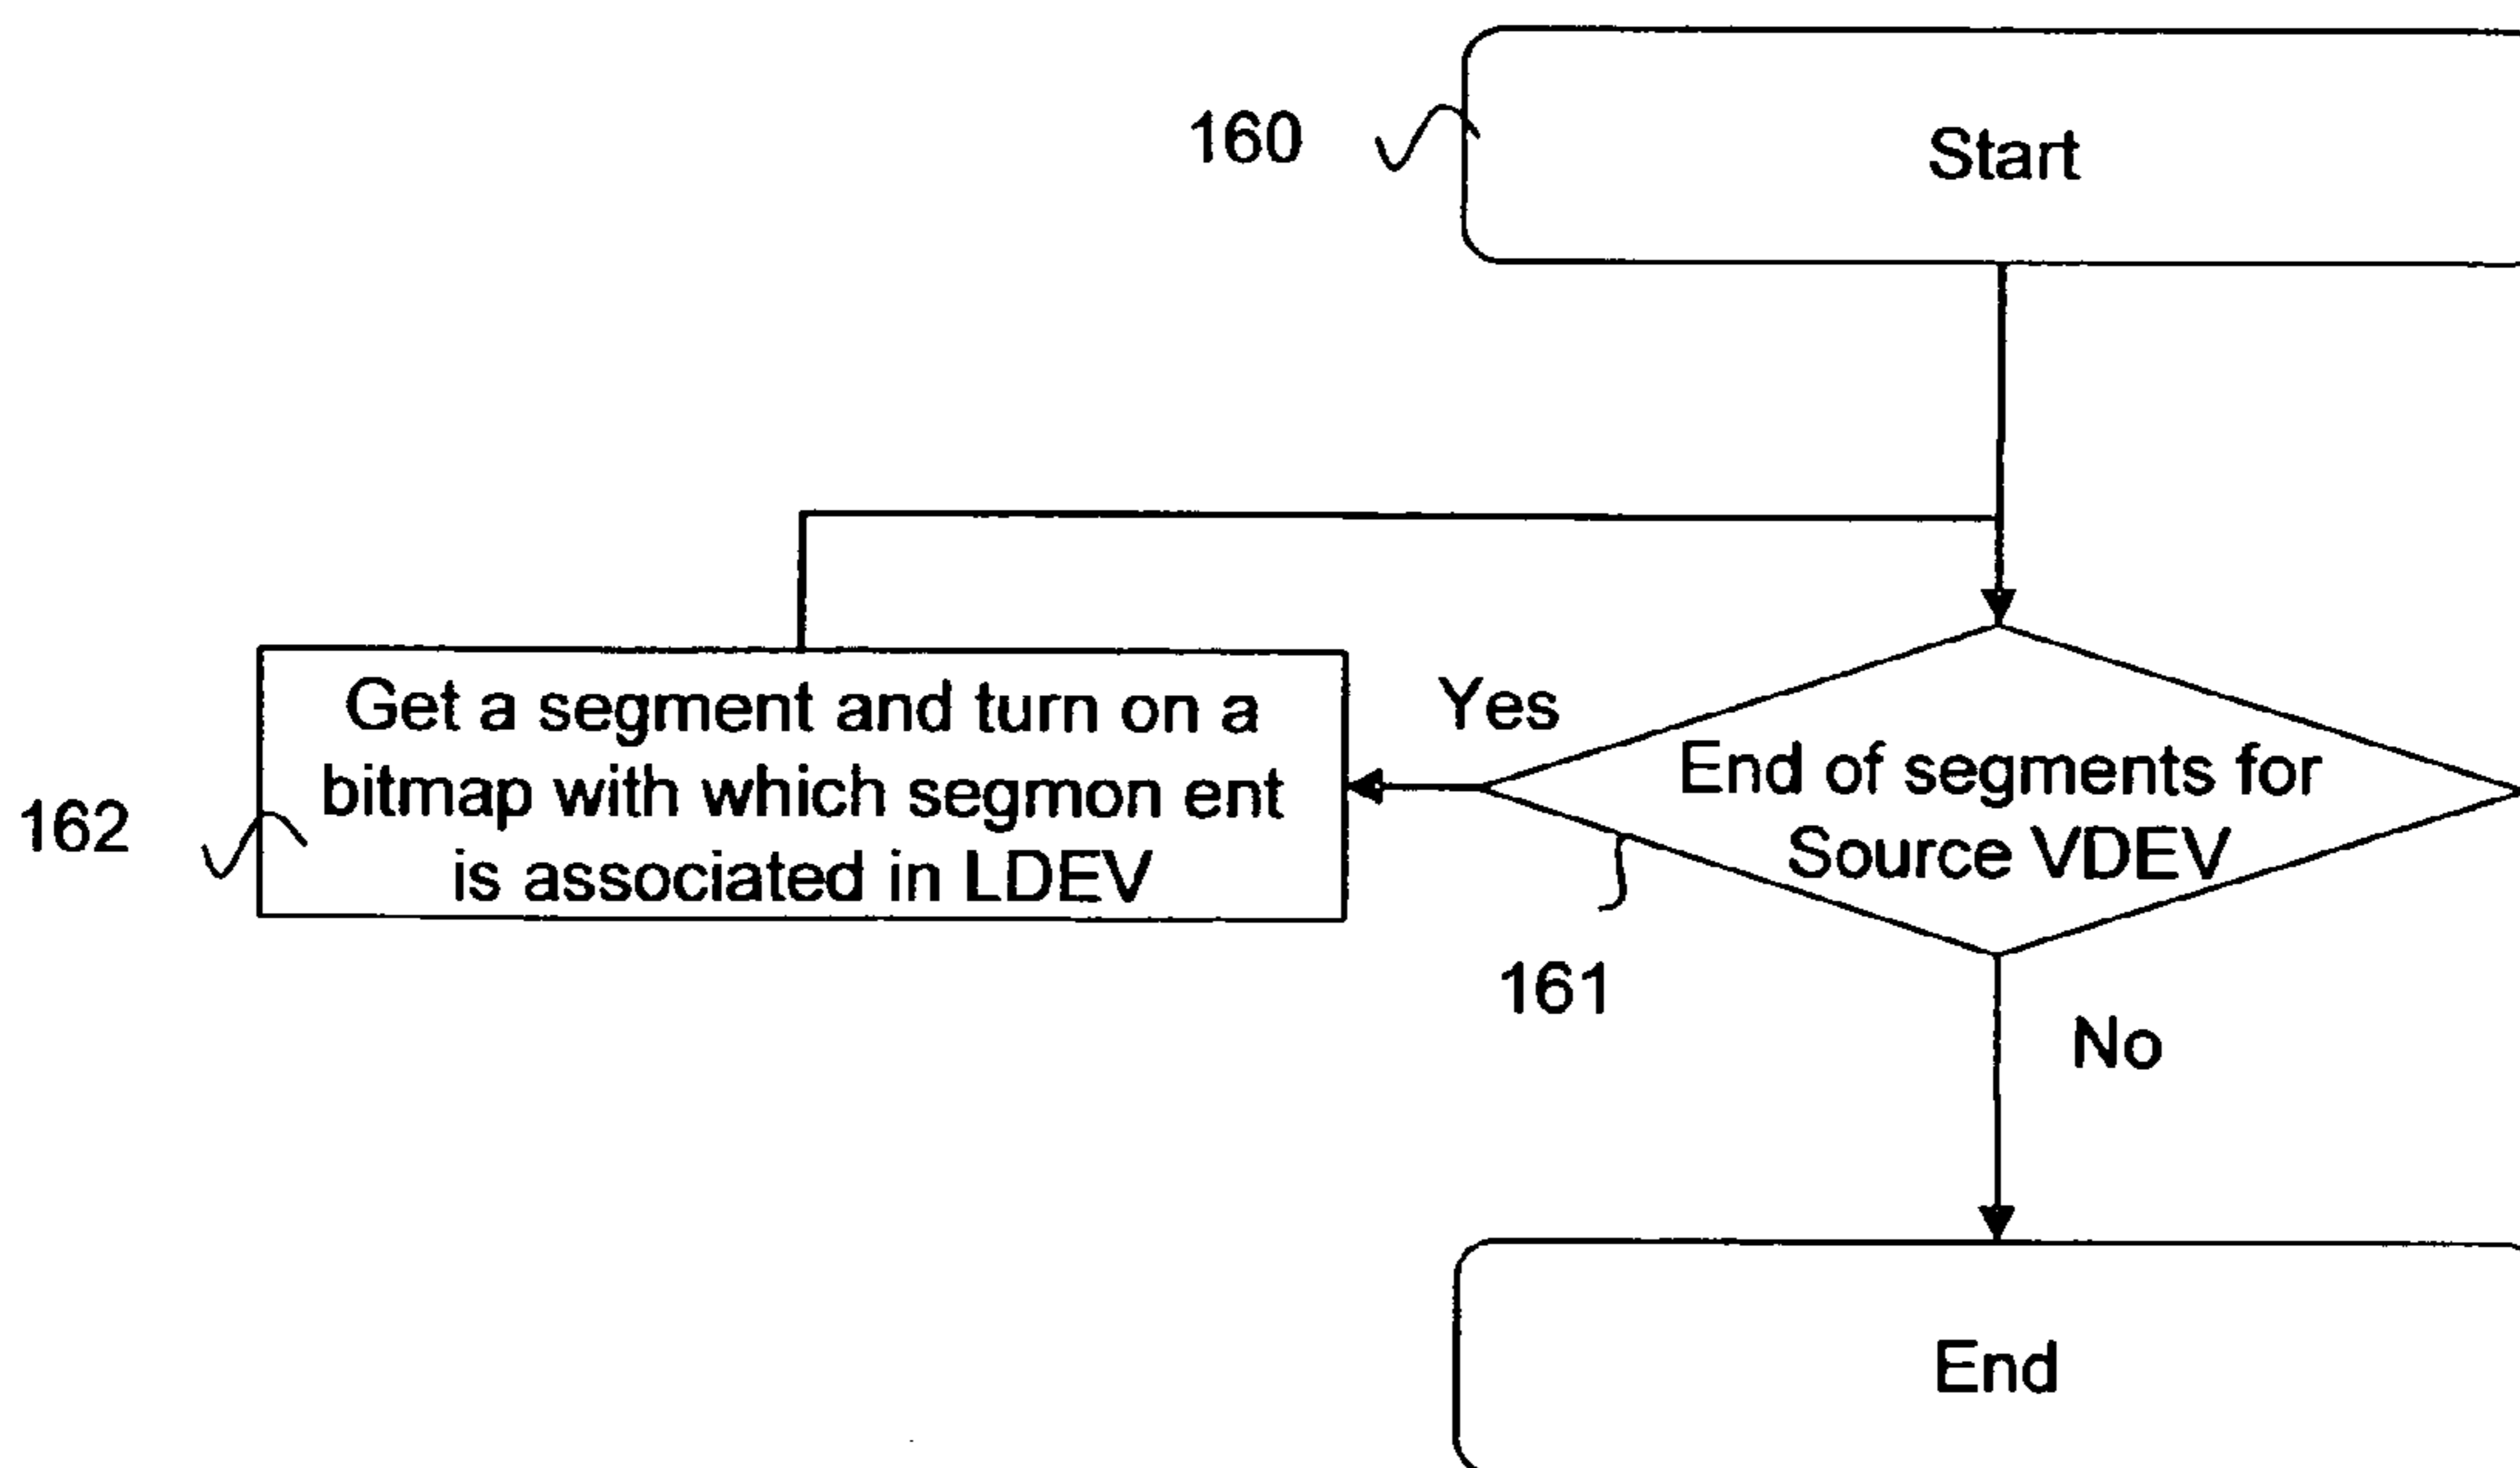 160
Start
Get a segment and turn on a
bitmap with which segmon ent
is associated in LDEV
162
Yes
End of segments for
Source VDEV
161
No
End